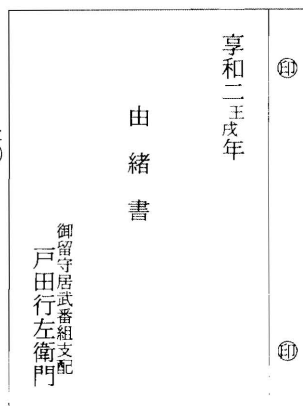 ㊞
㊞
享和二壬戌年
由緒書
御留守居武番組支配
戸田行左衛門